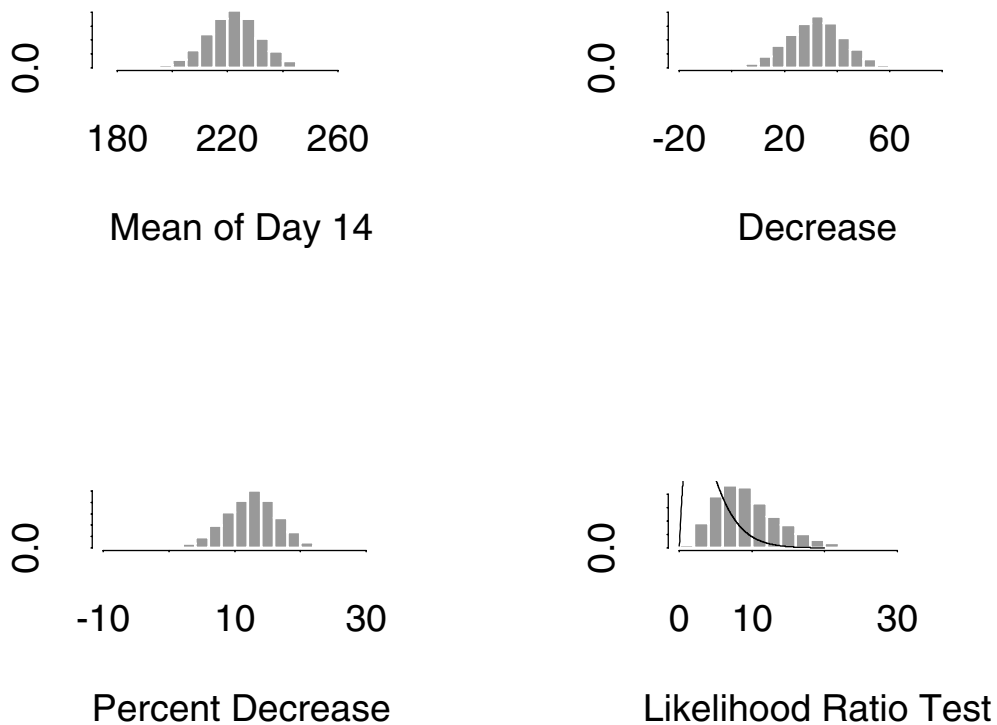 0.0
180 220 260
Mean of Day 14
0.0
-20 20 60
Decrease
0.0
-10 10 30
Percent Decrease
0.0
0 10 30
Likelihood Ratio Test